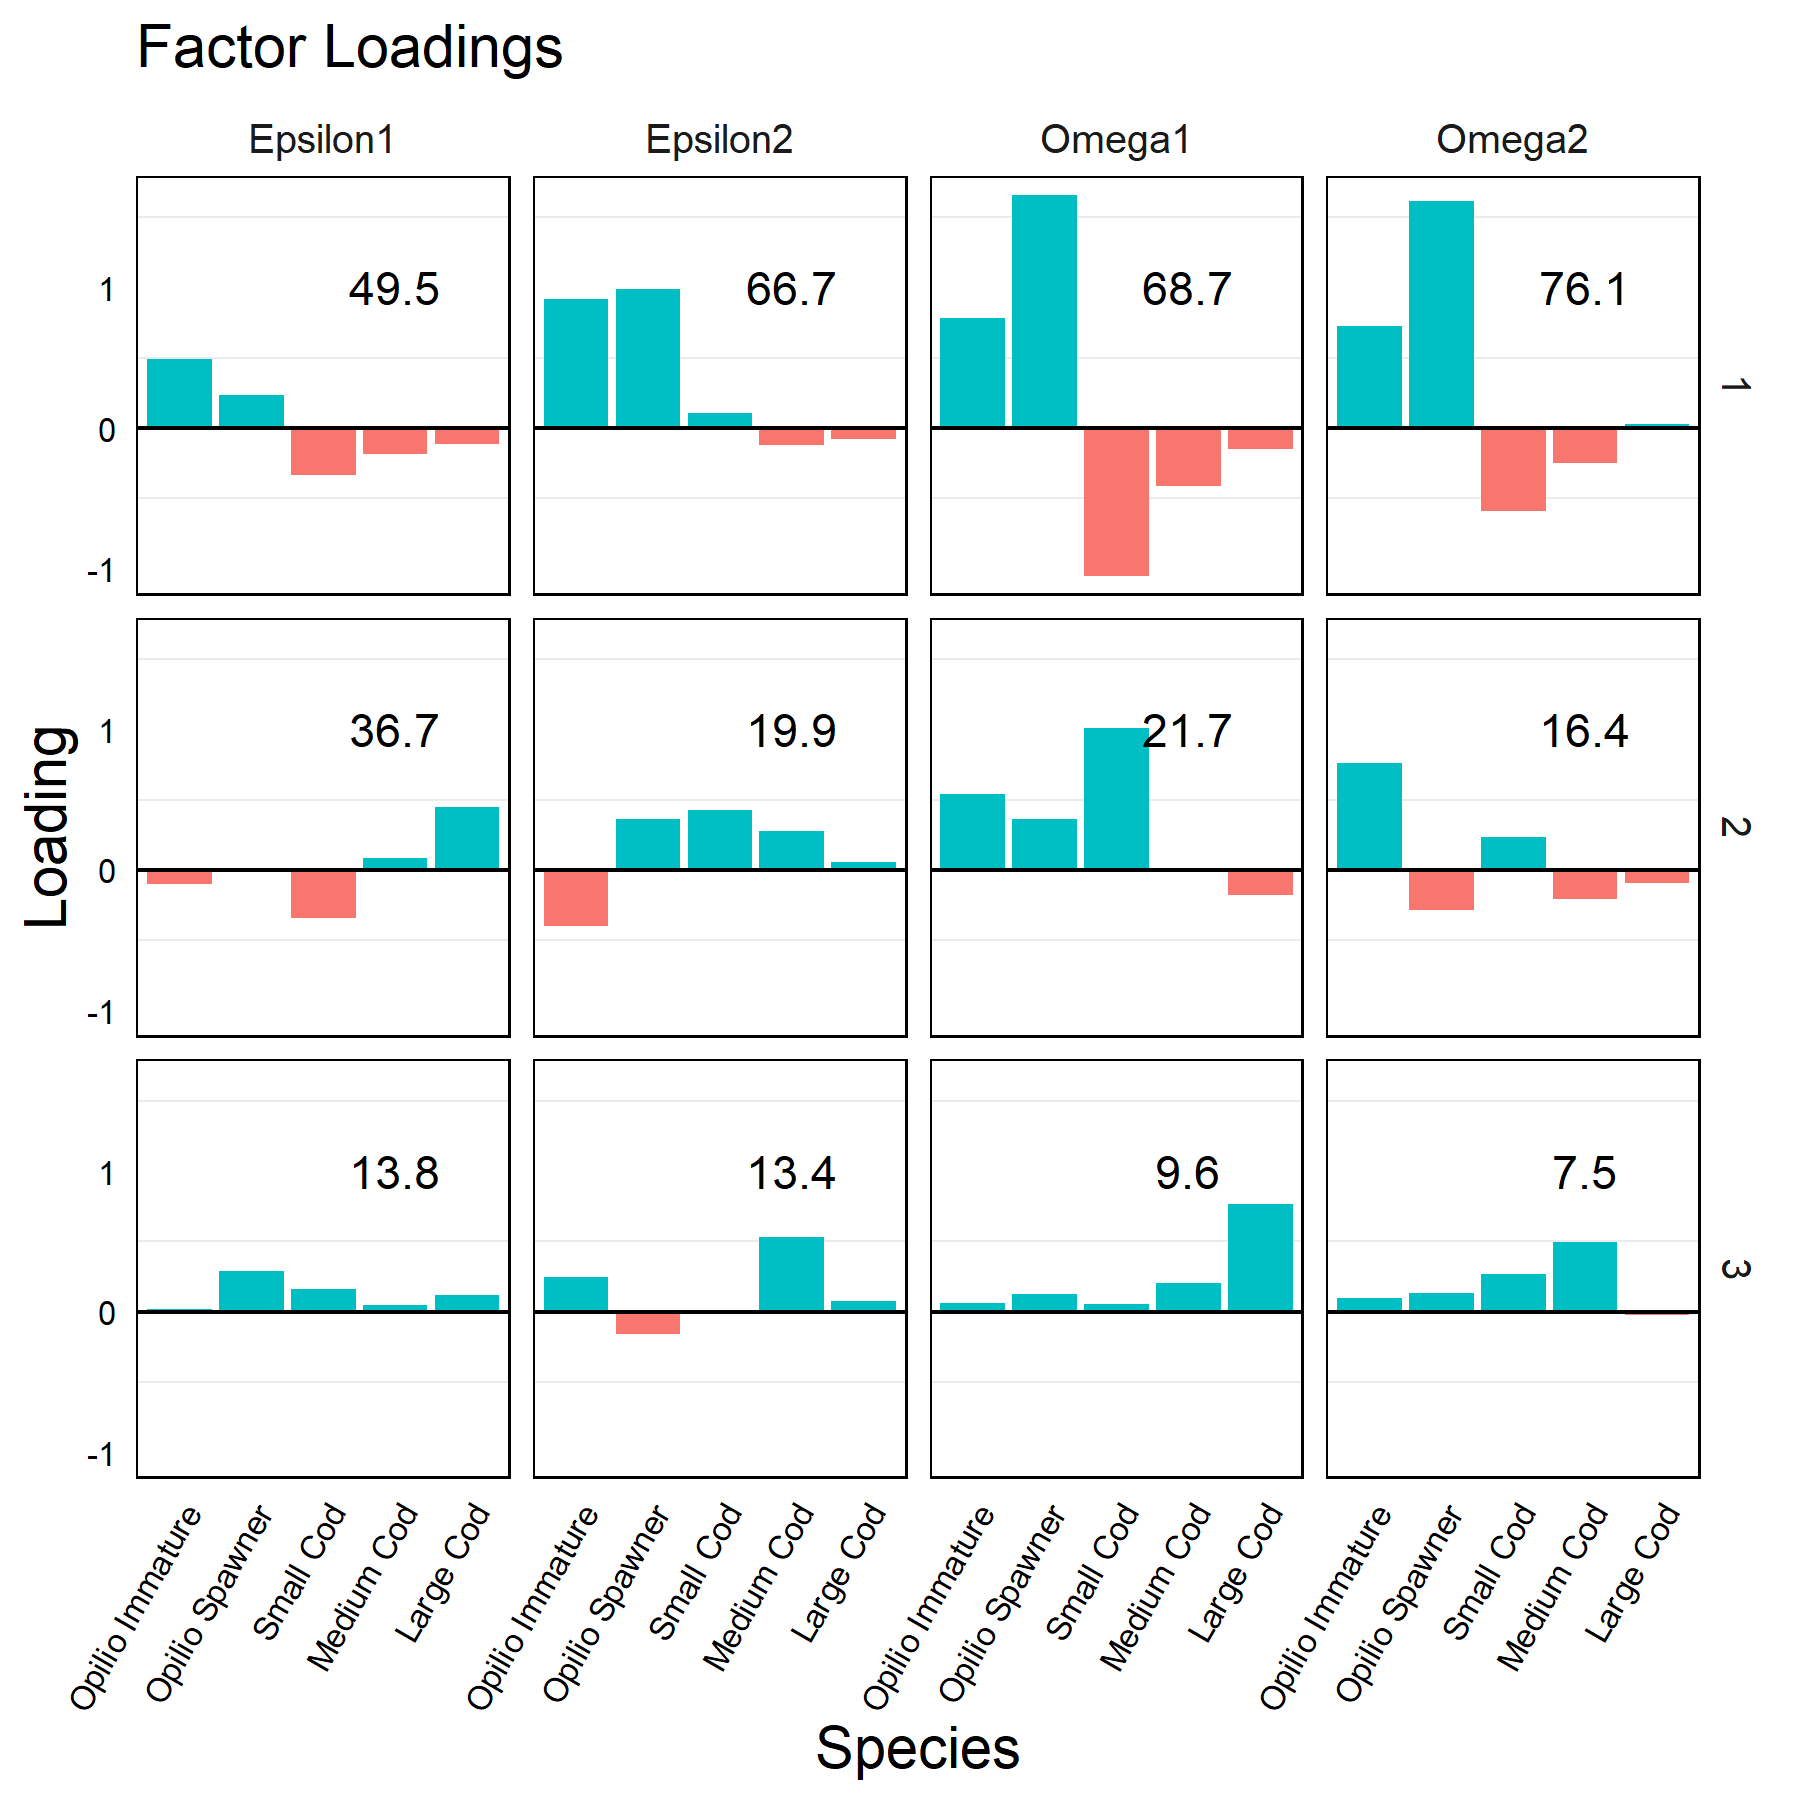 Factor Loadings
Epsilon1 Epsilon2 Omega1 Omega2
1 49.5 66.7 68.7 76.1
0 1
-1
1 36.7 19.9 21.7 16.4
Loading
0 2
-1
1 13.8 13.4 9.6 7.5
0 3
-1
Opilio Immature Opilio Spawner Small Cod Medium Cod Large Cod Opilio Immature Opilio Spawner Small Cod Medium Cod Large Cod Opilio Immature Opilio Spawner Small Cod Medium Cod Large Cod Opilio Immature Opilio Spawner Small Cod Medium Cod Large Cod
Species